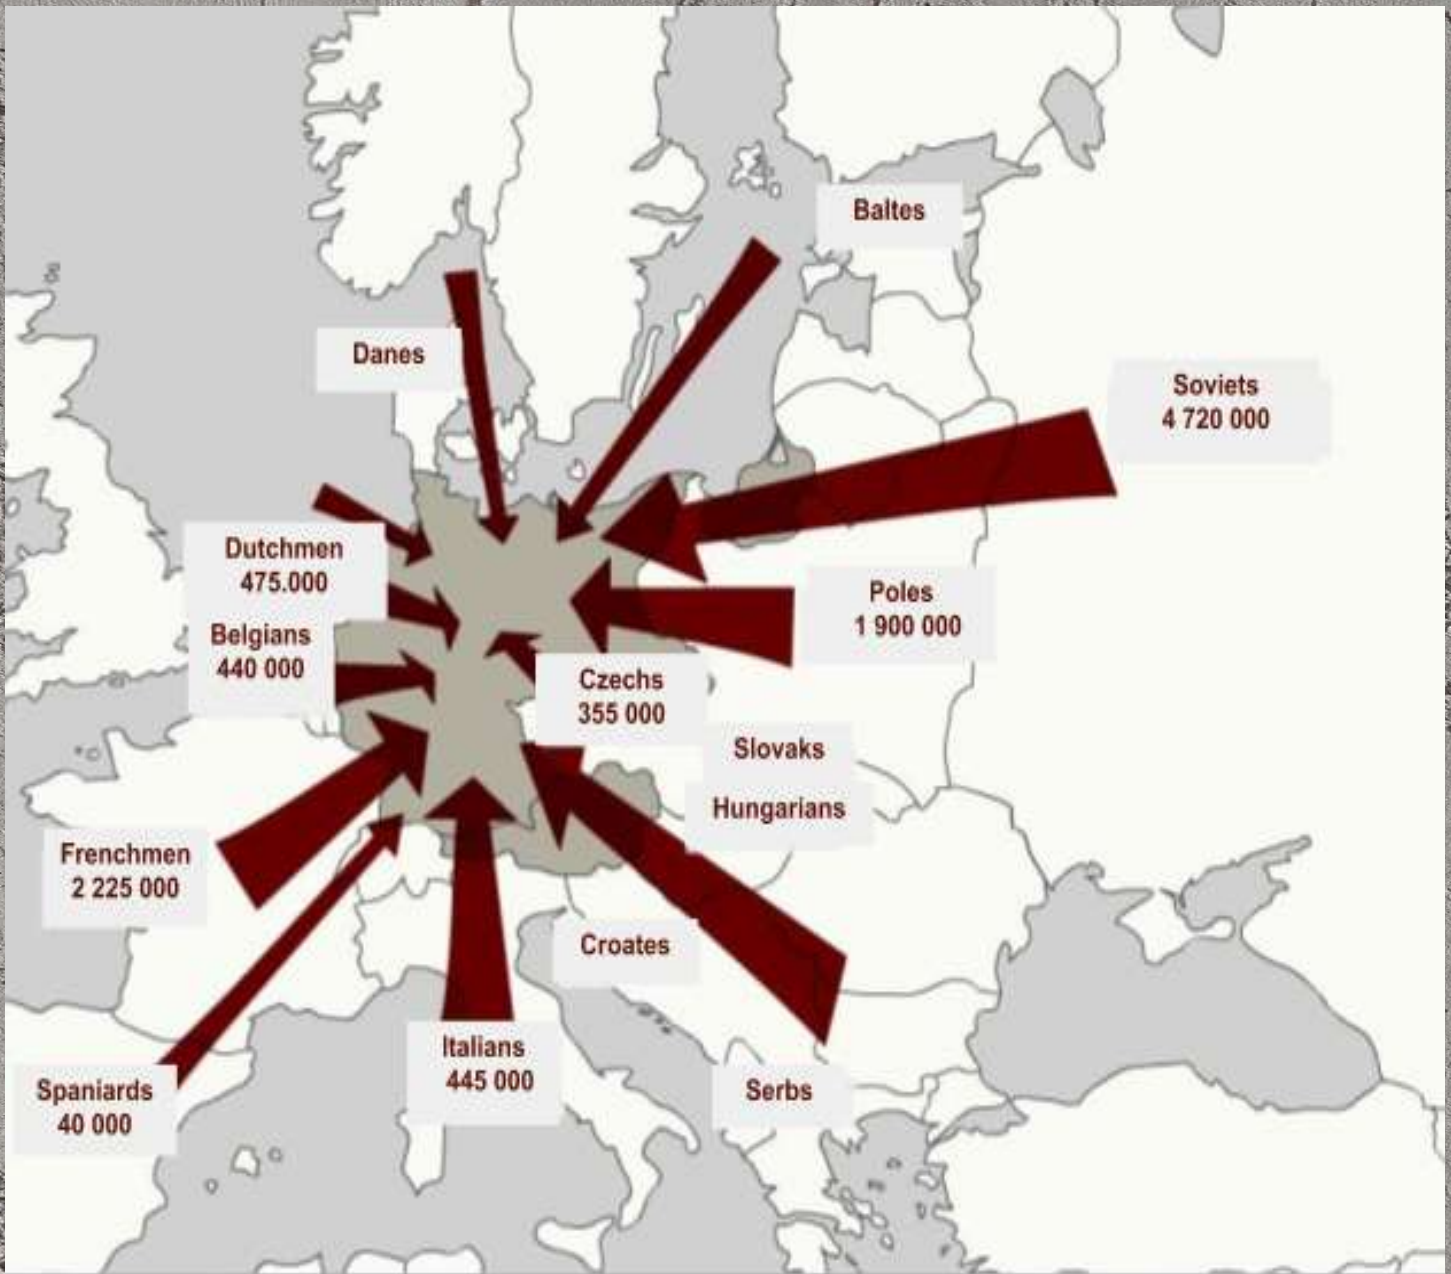 Baltes
Danes
Soviets
4 720 000
Dutchmen
475.000
Poles
1 900 000
Belgians
440 000
Czechs
355 000
Slovaks
Hungarians
Frenchmen
2 225 000
Croates
Italians
445 000
Spaniards
40 000
Serbs